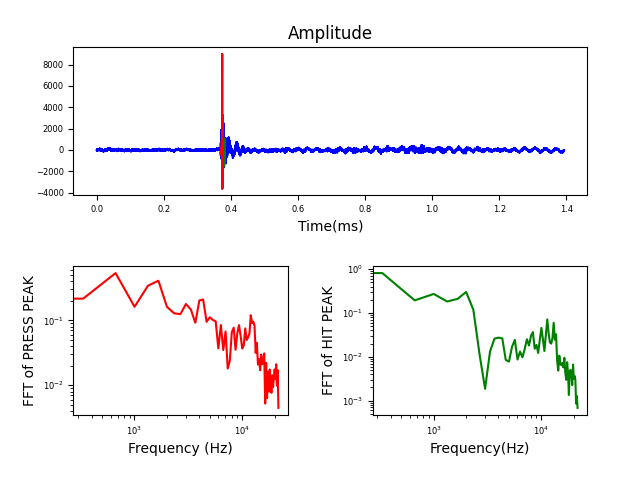 Amplitude
8000
6000
4000
2000
0
−2000
−4000
0.0 0.2 0.4 0.6 0.8 1.0 1.2 1.4
Time(ms)
FFT of PRESS PEAK
10⁻¹
10⁻²
10³ 10⁴
Frequency (Hz)
FFT of HIT PEAK
10⁰
10⁻¹
10⁻²
10⁻³
10³ 10⁴
Frequency(Hz)